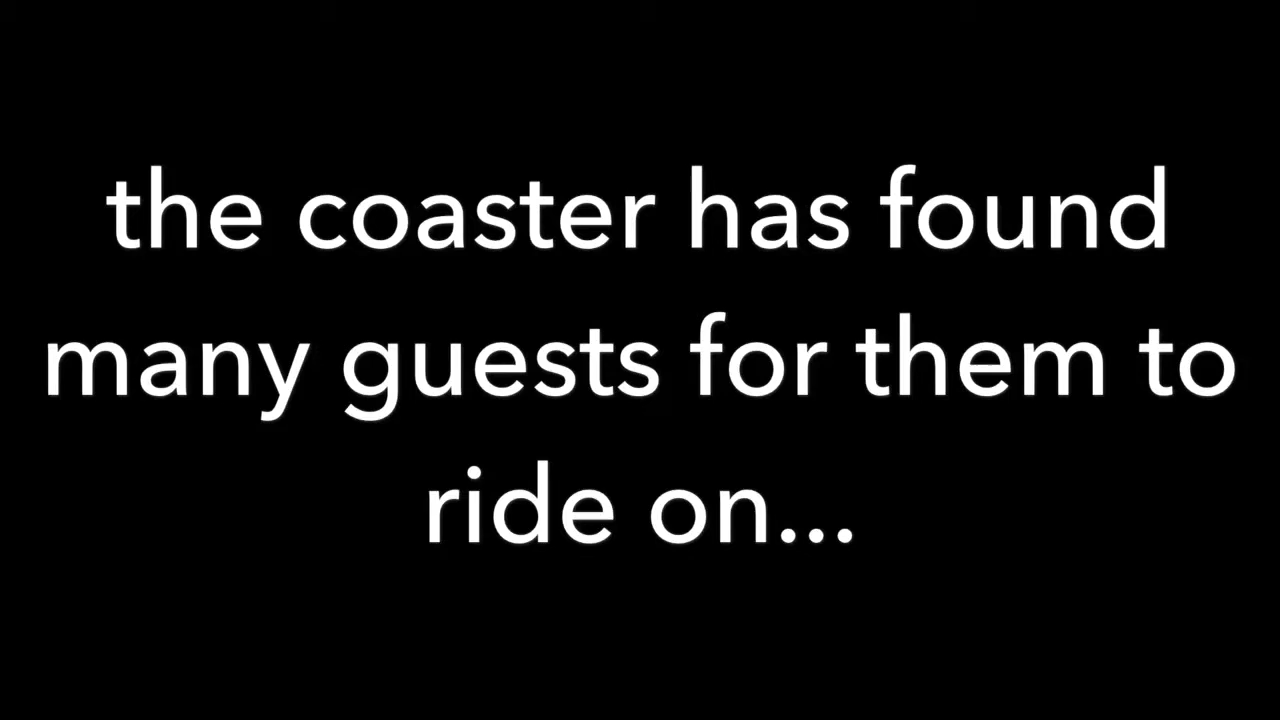 the coaster has found
many guests for them to
ride on...